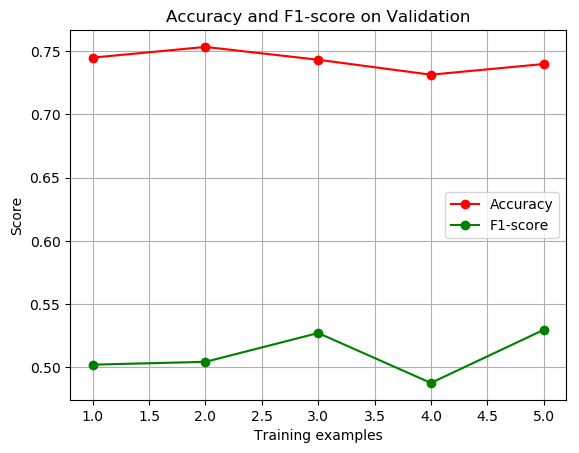 Accuracy and F1-score on Validation
0.75
0.70
0.65
0.60
0.55
0.50
Score
Accuracy
F1-score
1.0 1.5 2.0 2.5 3.0 3.5 4.0 4.5 5.0
Training examples